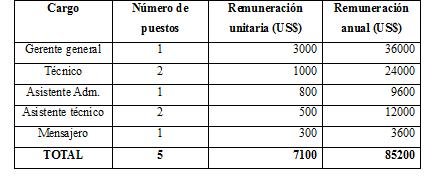 Cargo Número de puestos Remuneración unitaria (US$) Remuneración anual (US$)
Gerente general 1 3000 36000
Técnico 2 1000 24000
Asistente Adm. 1 800 9600
Asistente técnico 2 500 12000
Mensajero 1 300 3600
TOTAL 5 7100 85200